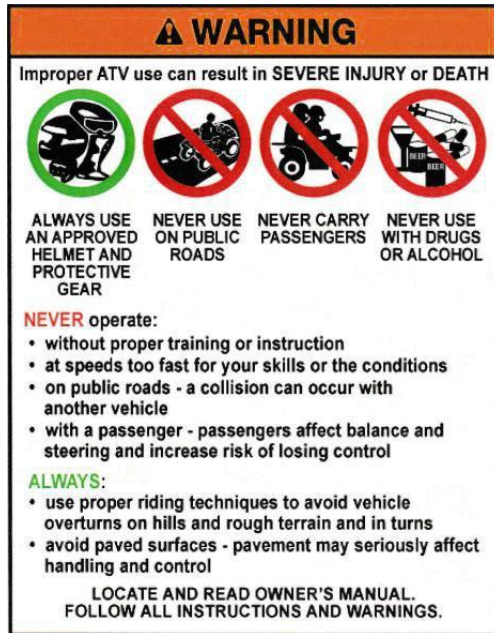 WARNING
Improper ATV use can result in SEVERE INJURY or DEATH
BEER
BEER
ALWAYS USE
AN APPROVED
HELMET AND
PROTECTIVE
GEAR
NEVER USE
ON PUBLIC
ROADS
NEVER CARRY
PASSENGERS
NEVER USE
WITH DRUGS
OR ALCOHOL
NEVER operate:
• without proper training or instruction
• at speeds too fast for your skills or the conditions
• on public roads - a collision can occur with
another vehicle
• with a passenger - passengers affect balance and
steering and increase risk of losing control
ALWAYS:
• use proper riding techniques to avoid vehicle
overturns on hills and rough terrain and in turns
• avoid paved surfaces - pavement may seriously affect
handling and control
LOCATE AND READ OWNER'S MANUAL.
FOLLOW ALL INSTRUCTIONS AND WARNINGS.